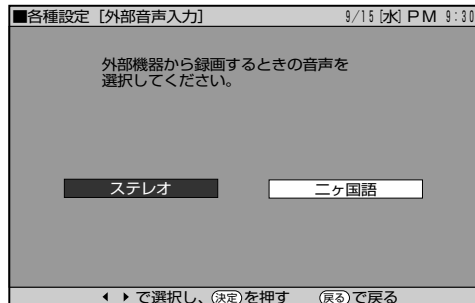 ■各種設定 [外部音声入力] 9/15[水] PM 9:30
外部機器から録画するときの音声を
選択してください。
ステレオ 二ヶ国語
で選択し、決定を押す 戻るで戻る